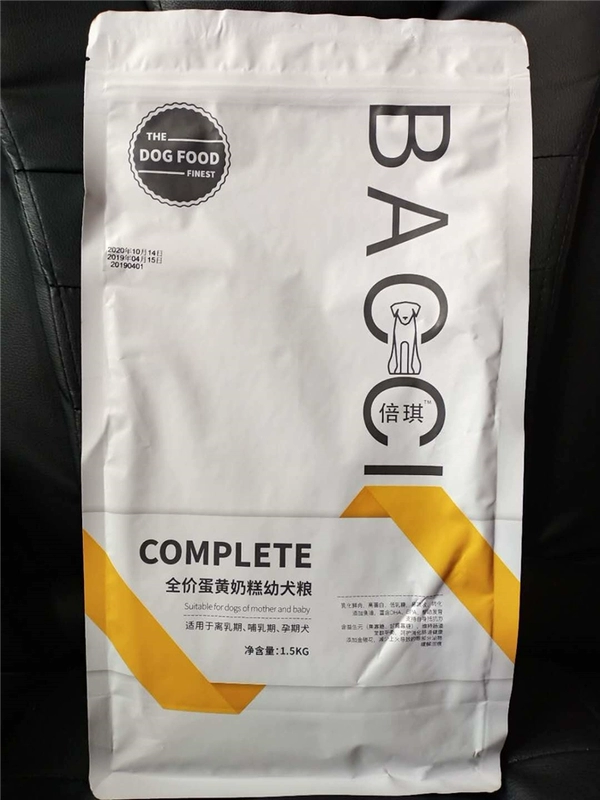 THE
DOG FOOD
FINEST
BACCI
倍琪™
2020年10月14日
2019年04月15日
20190401
COMPLETE
全价蛋黄奶糕幼犬粮
Suitable for dogs of mother and baby
适用于离乳期、哺乳期、孕期犬
净含量:1.5KG